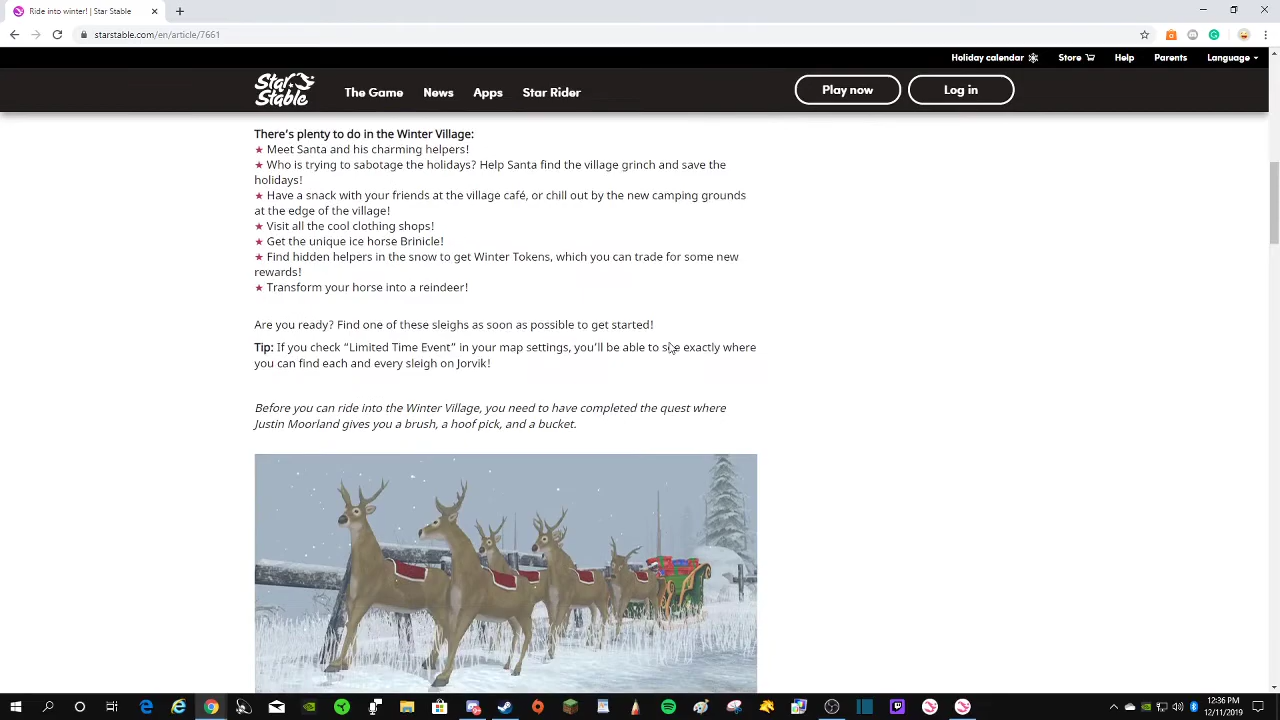 Ride into winter! | Star Stable
starstable.com/en/article/7661
Holiday calendar Store Help Parents Language
Star Stable The Game News Apps Star Rider Play now Log in
There's plenty to do in the Winter Village:
★ Meet Santa and his charming helpers!
★ Who is trying to sabotage the holidays? Help Santa find the village grinch and save the
holidays!
★ Have a snack with your friends at the village café, or chill out by the new camping grounds
at the edge of the village!
★ Visit all the cool clothing shops!
★ Get the unique ice horse Brinicle!
★ Find hidden helpers in the snow to get Winter Tokens, which you can trade for some new
rewards!
★ Transform your horse into a reindeer!
Are you ready? Find one of these sleighs as soon as possible to get started!
Tip: If you check “Limited Time Event” in your map settings, you'll be able to see exactly where
you can find each and every sleigh on Jorvik!
Before you can ride into the Winter Village, you need to have completed the quest where
Justin Moorland gives you a brush, a hoof pick, and a bucket.
12:36 PM
12/11/2019